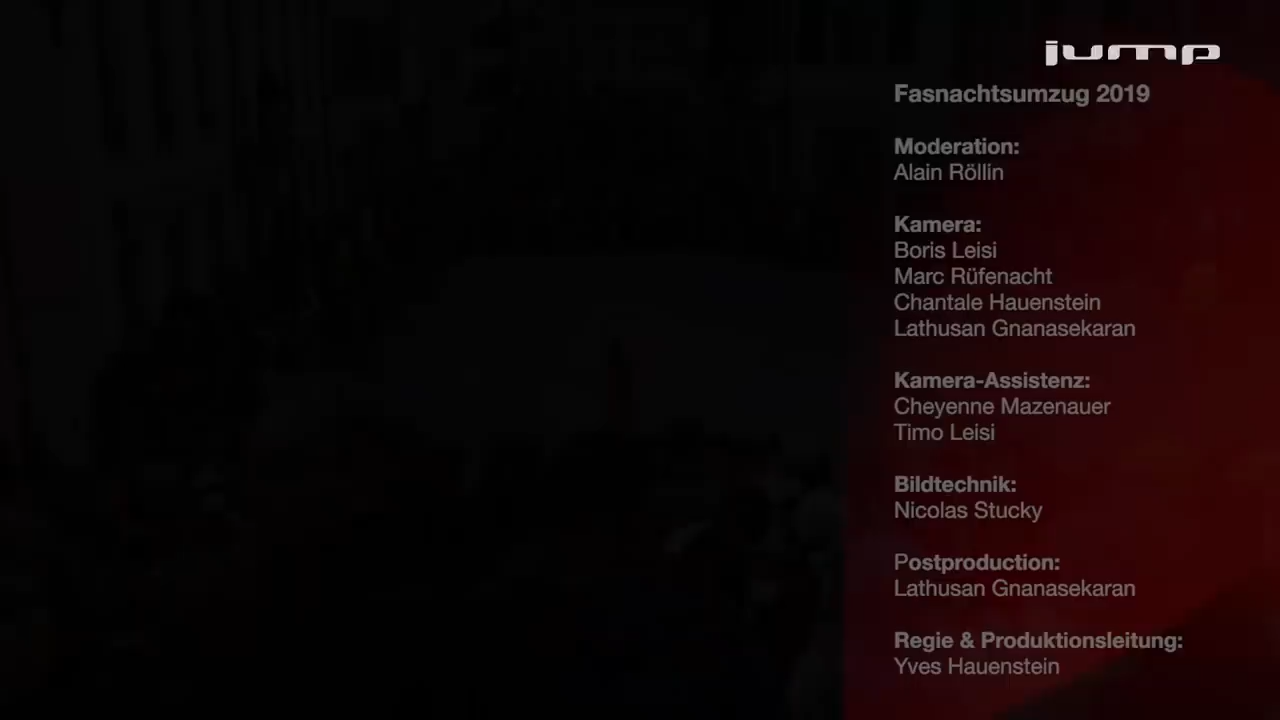 jump
Fasnachtsumzug 2019
Moderation:
Alain Röllin
Kamera:
Boris Leisi
Marc Rüfenacht
Chantale Hauenstein
Lathusan Gnanasekaran
Kamera-Assistenz:
Cheyenne Mazenauer
Timo Leisi
Bildtechnik:
Nicolas Stucky
Postproduction:
Lathusan Gnanasekaran
Regie & Produktionsleitung:
Yves Hauenstein